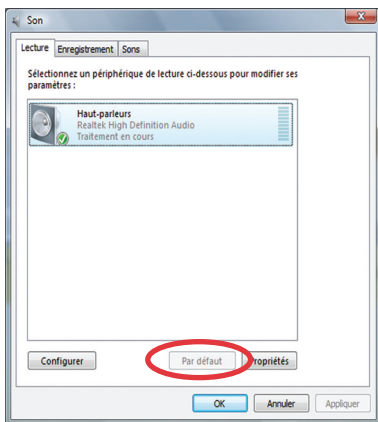 Son
Lecture Enregistrement Sons
Sélectionnez un périphérique de lecture ci-dessous pour modifier ses
paramètres :
Haut-parleurs
Realtek High Definition Audio
Traitement en cours
Configurer Par défaut Propriétés
OK Annuler Appliquer